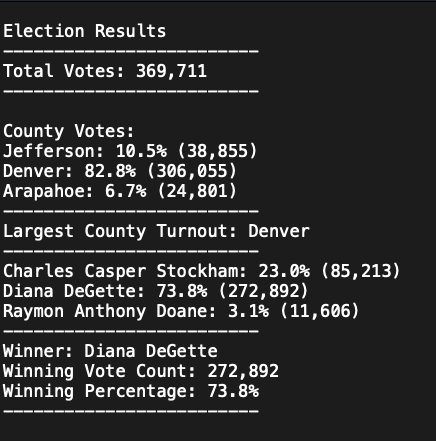 Election Results
-------------------------
Total Votes: 369,711
-------------------------
County Votes:
Jefferson: 10.5% (38,855)
Denver: 82.8% (306,055)
Arapahoe: 6.7% (24,801)
-------------------------
Largest County Turnout: Denver
-------------------------
Charles Casper Stockham: 23.0% (85,213)
Diana DeGette: 73.8% (272,892)
Raymon Anthony Doane: 3.1% (11,606)
-------------------------
Winner: Diana DeGette
Winning Vote Count: 272,892
Winning Percentage: 73.8%
-------------------------